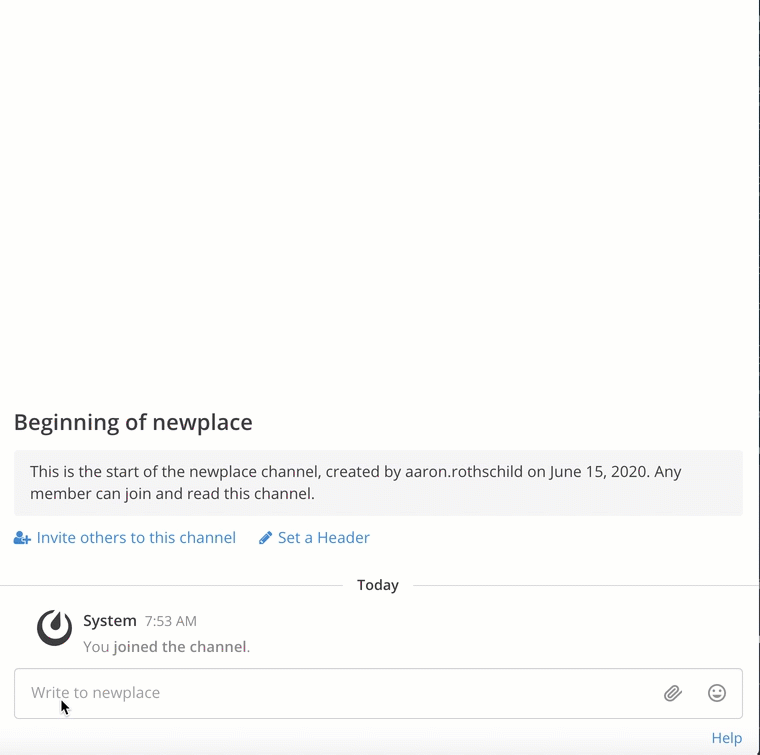 Beginning of newplace
This is the start of the newplace channel, created by aaron.rothschild on June 15, 2020. Any
member can join and read this channel.
Invite others to this channel Set a Header
Today
System 7:53 AM
You joined the channel.
Write to newplace
Help